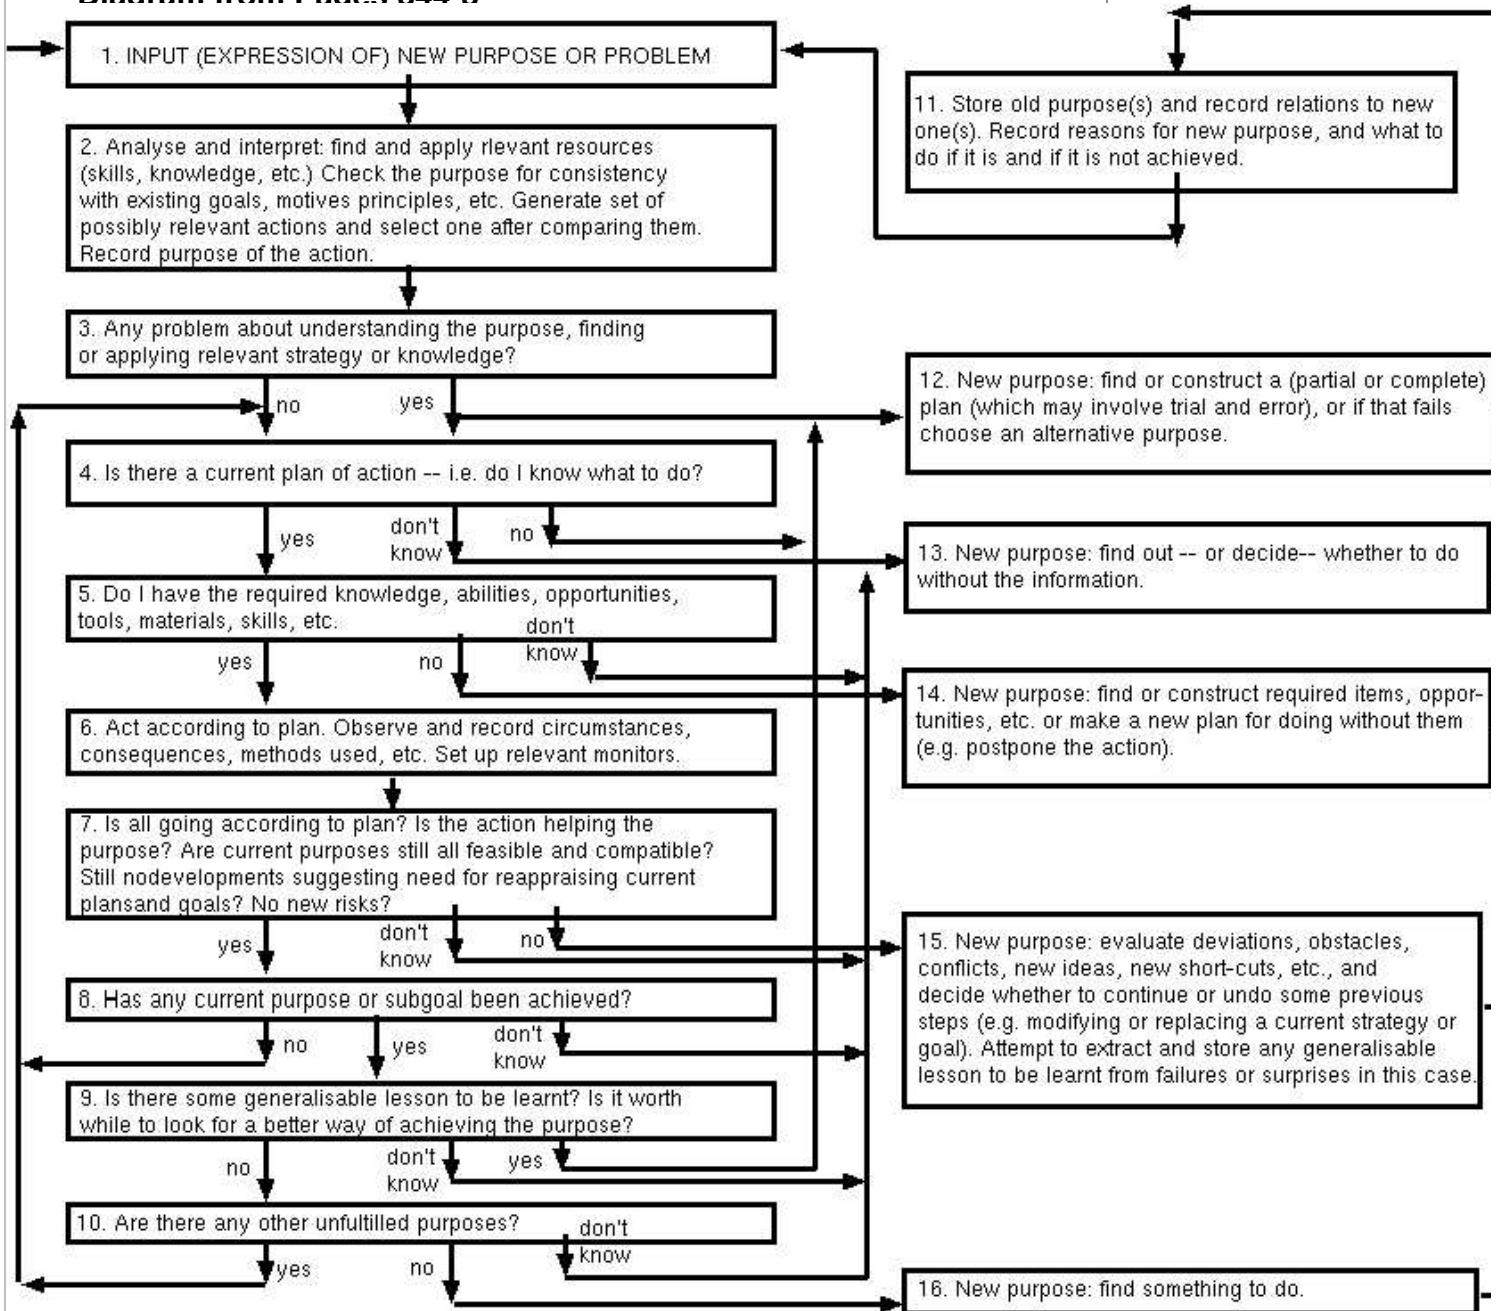 Diagram from Pages 344-5
1. INPUT (EXPRESSION OF) NEW PURPOSE OR PROBLEM
2. Analyse and interpret: find and apply rlevant resources
(skills, knowledge, etc.) Check the purpose for consistency
with existing goals, motives principles, etc. Generate set of
possibly relevant actions and select one after comparing them.
Record purpose of the action.
3. Any problem about understanding the purpose, finding
or applying relevant strategy or knowledge?
no
yes
4. Is there a current plan of action -- i.e. do I know what to do?
yes
don't
know
no
5. Do I have the required knowledge, abilities, opportunities,
tools, materials, skills, etc.
yes
no
don't
know
6. Act according to plan. Observe and record circumstances,
consequences, methods used, etc. Set up relevant monitors.
7. Is all going according to plan? Is the action helping the
purpose? Are current purposes still all feasible and compatible?
Still nodevelopments suggesting need for reappraising current
plansand goals? No new risks?
yes
don't
know
no
8. Has any current purpose or subgoal been achieved?
no
yes
don't
know
9. Is there some generalisable lesson to be learnt? Is it worth
while to look for a better way of achieving the purpose?
no
don't
know
yes
10. Are there any other unfultilled purposes?
yes
no
don't
know
11. Store old purpose(s) and record relations to new
one(s). Record reasons for new purpose, and what to
do if it is and if it is not achieved.
12. New purpose: find or construct a (partial or complete)
plan (which may involve trial and error), or if that fails
choose an alternative purpose.
13. New purpose: find out -- or decide-- whether to do
without the information.
14. New purpose: find or construct required items, oppor-
tunities, etc. or make a new plan for doing without them
(e.g. postpone the action).
15. New purpose: evaluate deviations, obstacles,
conflicts, new ideas, new short-cuts, etc., and
decide whether to continue or undo some previous
steps (e.g. modifying or replacing a current strategy or
goal). Attempt to extract and store any generalisable
lesson to be learnt from failures or surprises in this case.
16. New purpose: find something to do.